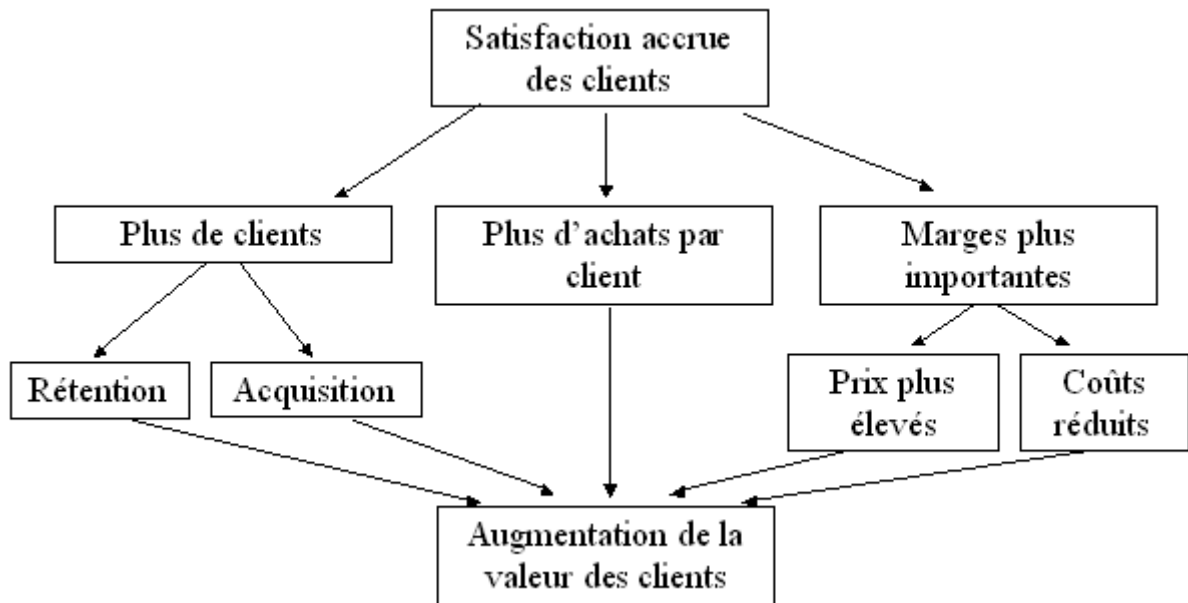 Satisfaction accrue
des clients
Plus de clients
Plus d’achats par
client
Marges plus
importantes
Rétention
Acquisition
Prix plus
élevés
Coûts
réduits
Augmentation de la
valeur des clients